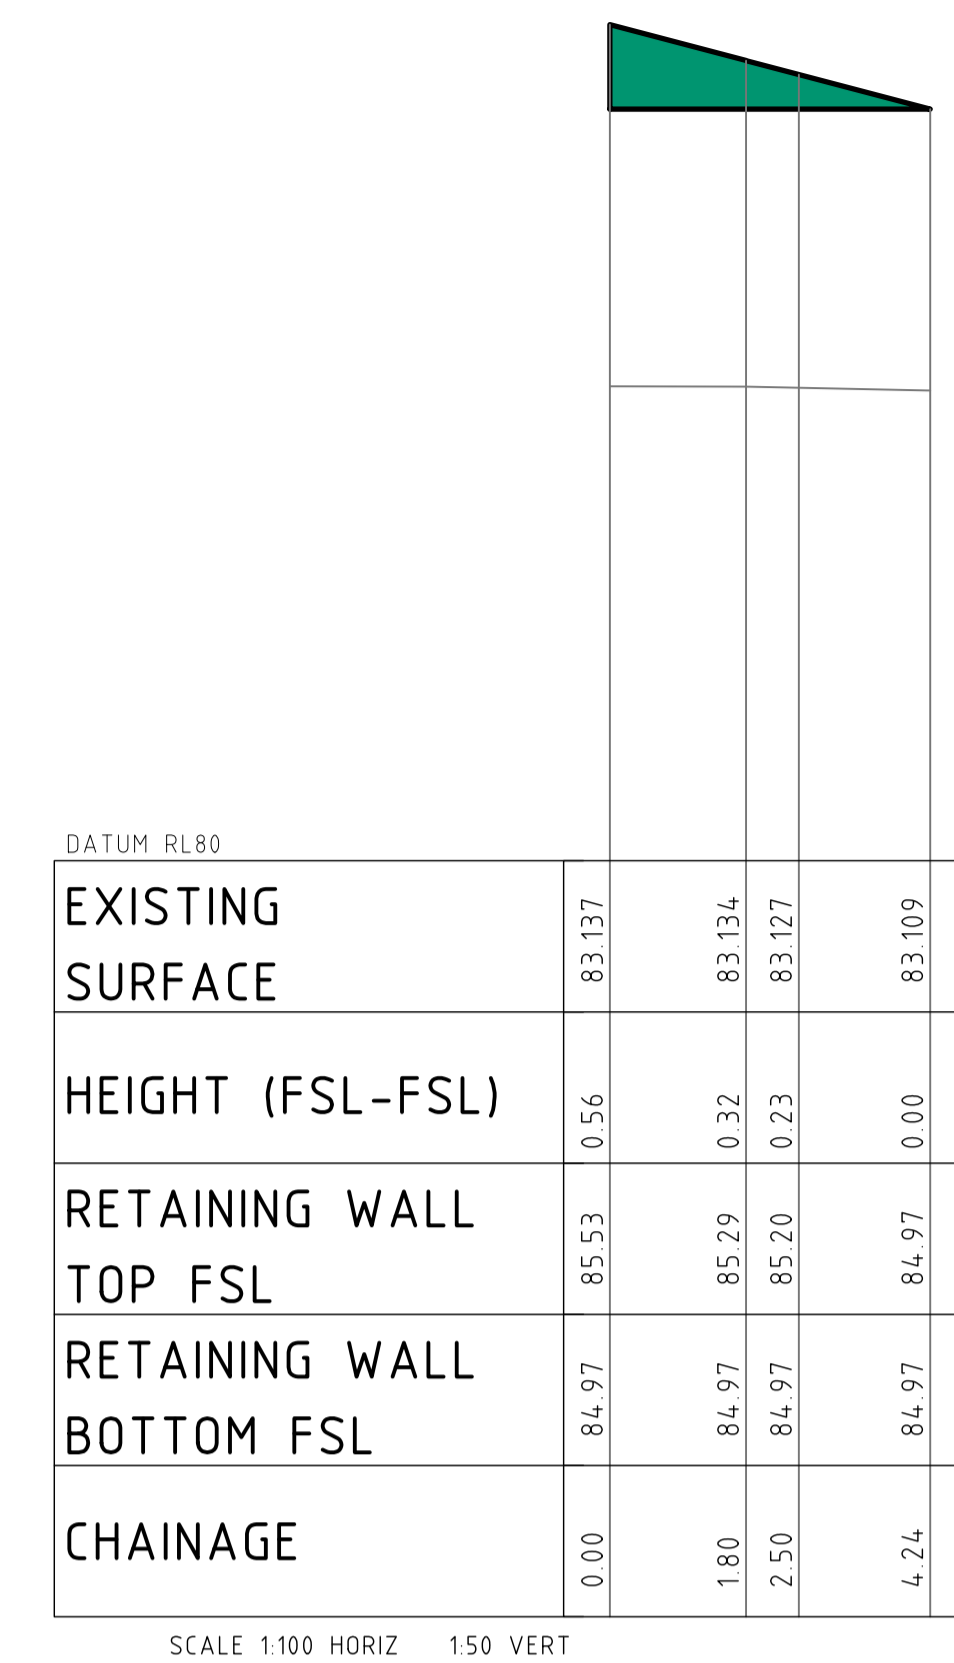 DATUM RL80
EXISTING
SURFACE
83.137 83.134 83.127 83.109
HEIGHT (FSL-FSL)
0.56 0.32 0.23 0.00
RETAINING WALL
TOP FSL
85.53 85.29 85.20 84.97
RETAINING WALL
BOTTOM FSL
84.97 84.97 84.97 84.97
CHAINAGE
0.00 1.80 2.50 4.24
SCALE 1:100 HORIZ 1:50 VERT